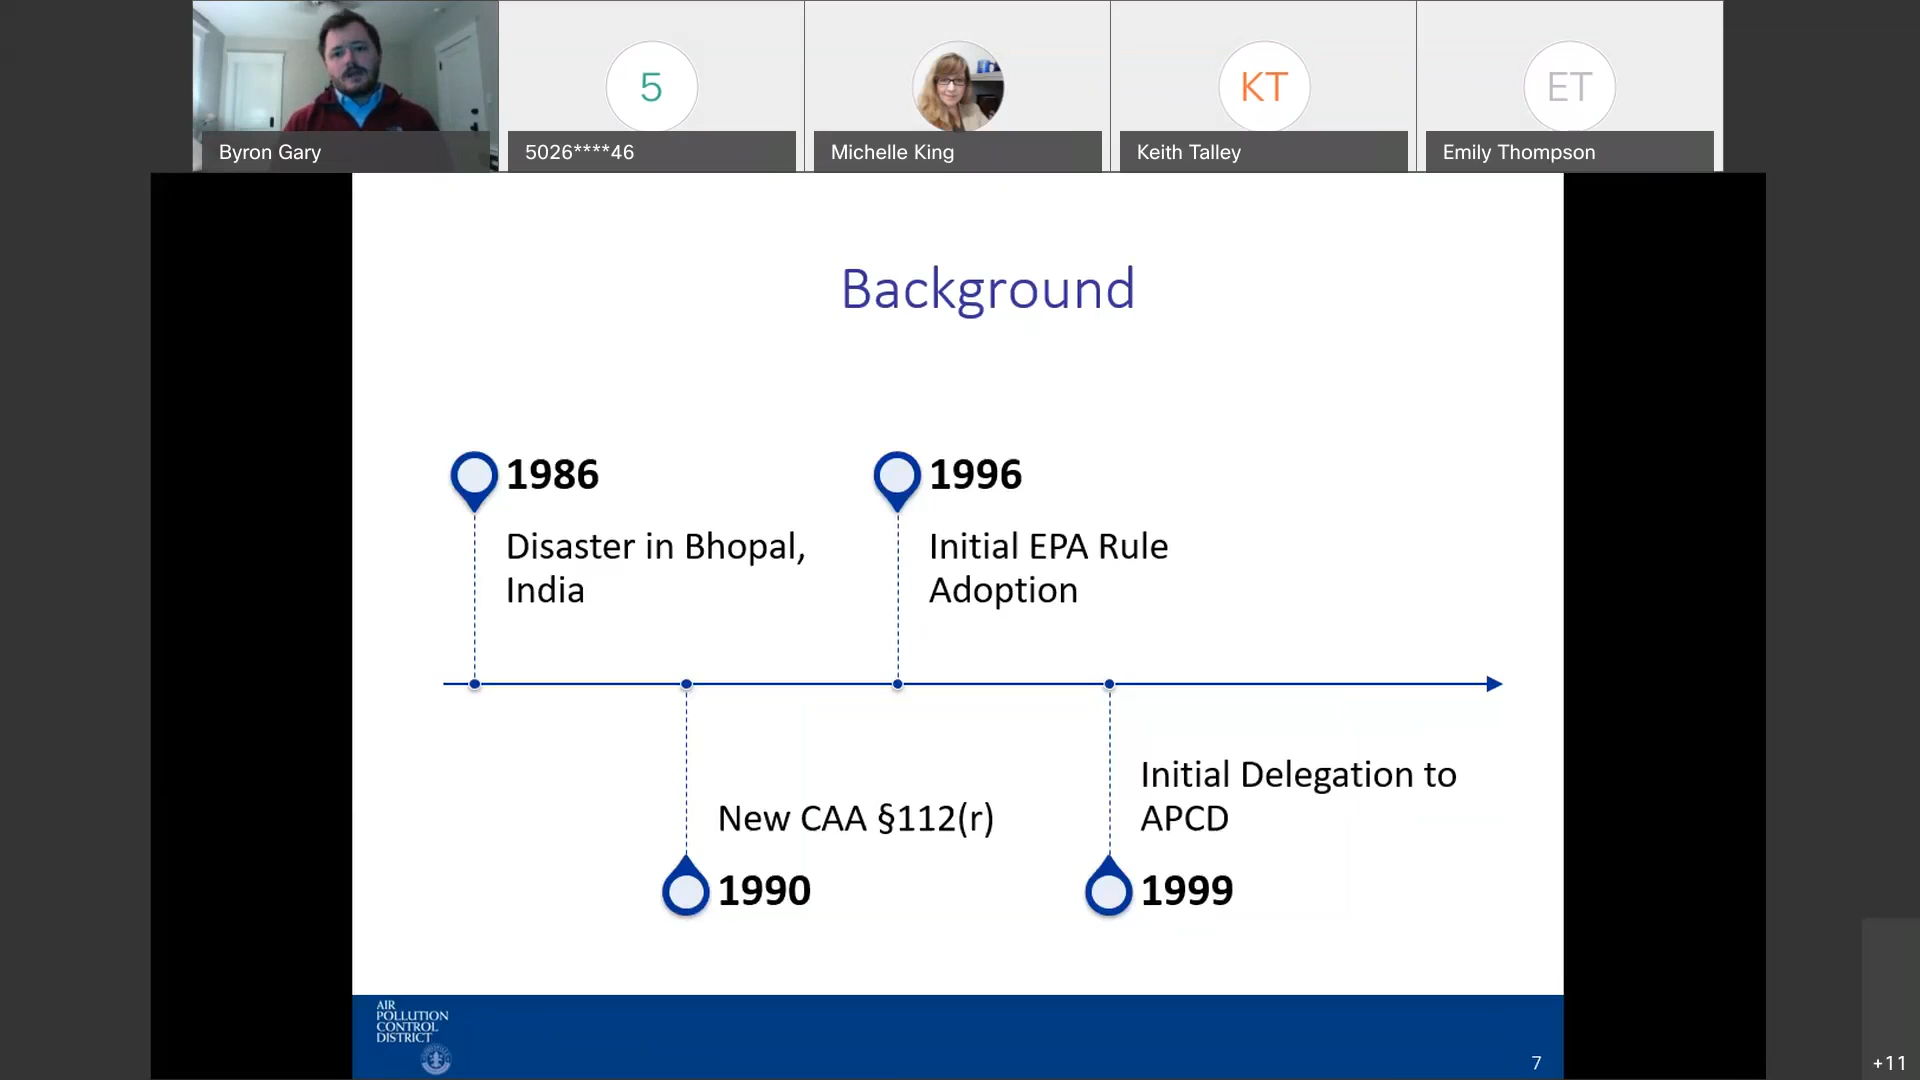 5
KT
ET
Byron Gary
5026****46
Michelle King
Keith Talley
Emily Thompson
Background
1986
Disaster in Bhopal,
India
1996
Initial EPA Rule
Adoption
New CAA §112(r)
1990
Initial Delegation to
APCD
1999
AIR
POLLUTION
CONTROL
DISTRICT
7
+11